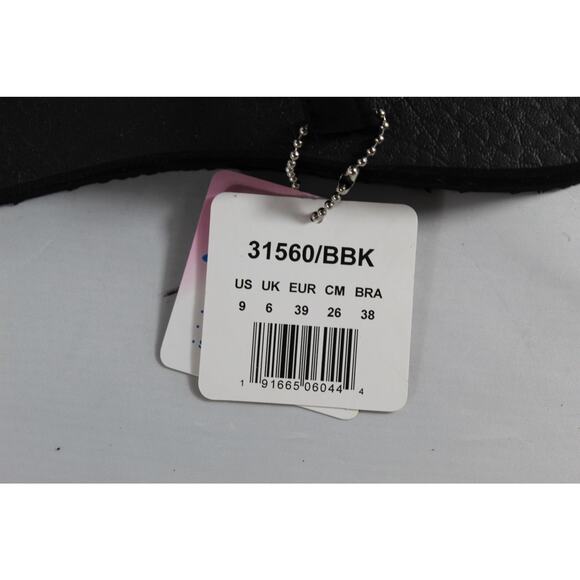 31560/BBK
US UK EUR CM BRA
9 6 39 26 38
1 91665 06044 4